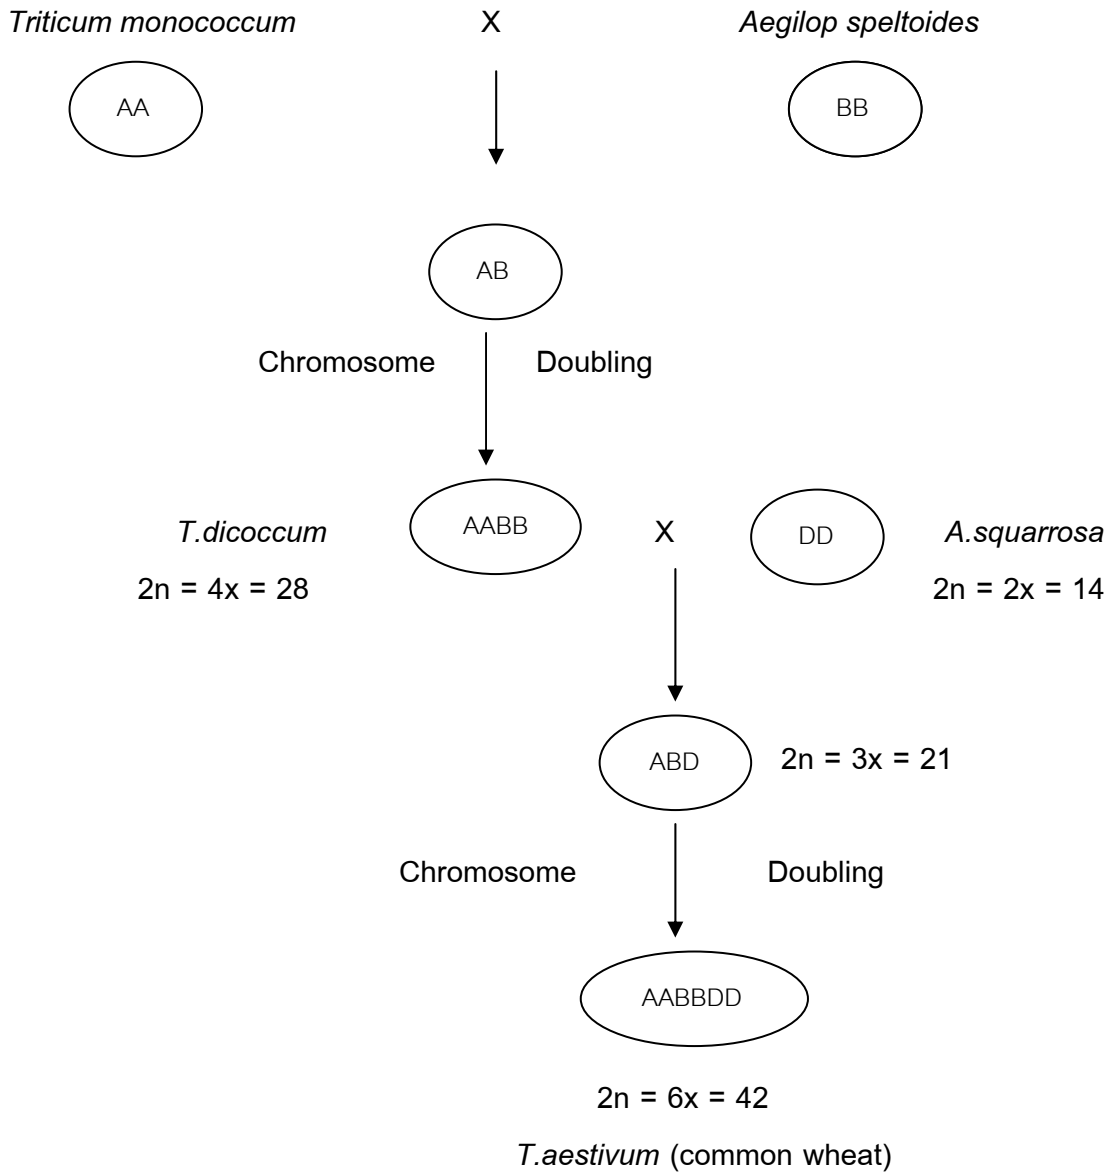 Triticum monococcum X Aegilop speltoides
AA BB
AB
Chromosome Doubling
T.dicoccum AABB X DD A.squarrosa
2n = 4x = 28 2n = 2x = 14
ABD 2n = 3x = 21
Chromosome Doubling
AABBDD
2n = 6x = 42
T.aestivum (common wheat)